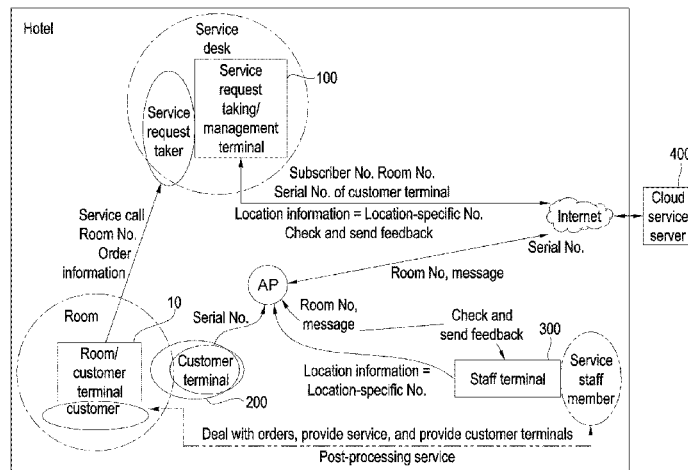 Hotel
Service
desk
100
Service
request
taking/
management
terminal
Service
request
taker
400
Subscriber No. Room No.
Serial No. of customer terminal
Location information = Location-specific No.
Check and send feedback
Internet
Cloud
service
server
Service call
Room No.
Order
information
Serial No.
AP
Room No, message
Room
10
Serial No.
Room No,
message
Check and
send feedback
300
Room/
customer
terminal
customer
Customer
terminal
200
Location information =
Location-specific No.
Staff terminal
Service
staff
member
Deal with orders, provide service, and provide customer terminals
Post-processing service